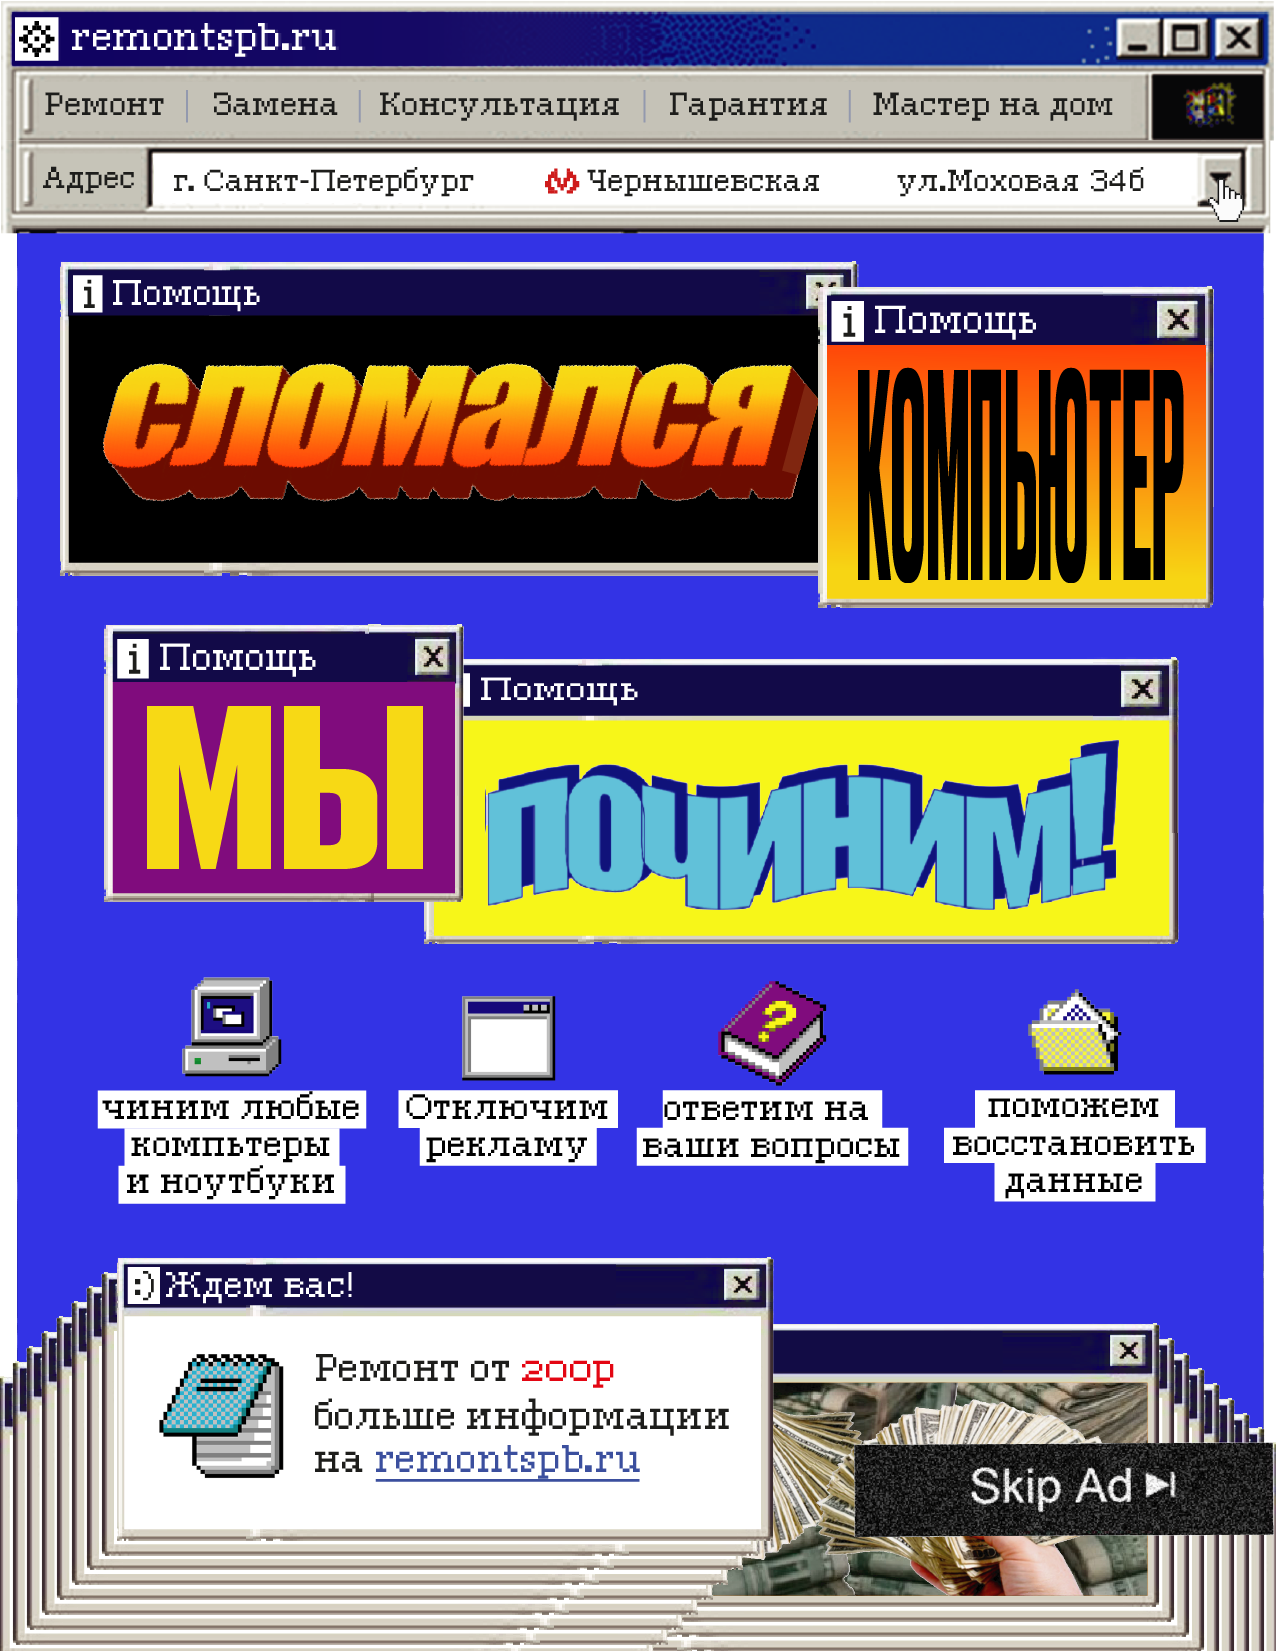 remontspb.ru
Ремонт | Замена | Консультация | Гарантия | Мастер на дом
Адрес г. Санкт-Петербург Чернышевская ул.Моховая 34б
i Помощь
сломался
i Помощь
КОМПЬЮТЕР
i Помощь
МЫ
Помощь
починим!
чиним любые
компьтеры
и ноутбуки
Отключим
рекламу
ответим на
ваши вопросы
поможем
восстановить
данные
:) Ждем вас!
Ремонт от 200р
больше информации
на remontspb.ru
Skip Ad